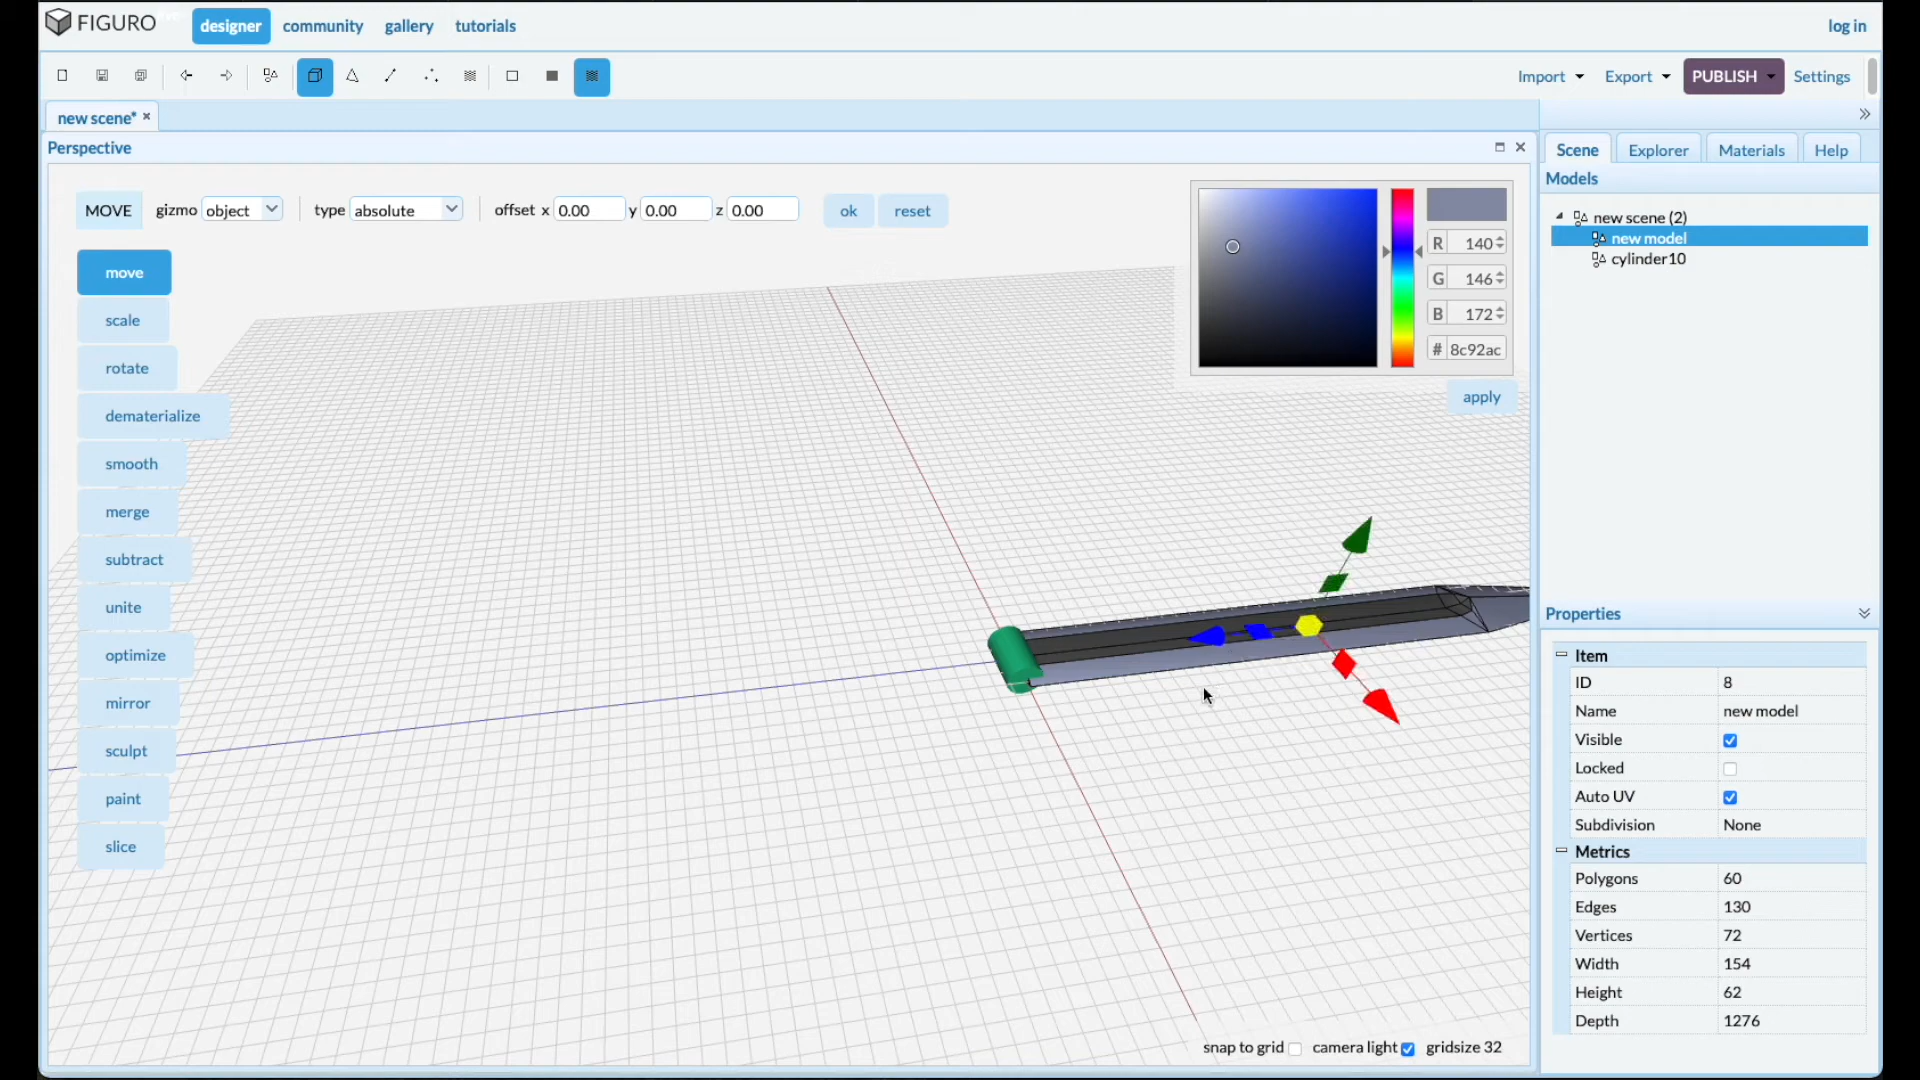 FIGURO designer community gallery tutorials log in
Import Export PUBLISH Settings
new scene* ×
Perspective
MOVE gizmo object type absolute offset x 0.00 y 0.00 z 0.00 ok reset
move
scale
rotate
dematerialize
smooth
merge
subtract
unite
optimize
mirror
sculpt
paint
slice
R 140
G 146
B 172
# 8c92ac
apply
snap to grid camera light gridsize 32
Scene Explorer Materials Help
Models
new scene (2)
new model
cylinder10
Properties
Item
ID 8
Name new model
Visible
Locked
Auto UV
Subdivision None
Metrics
Polygons 60
Edges 130
Vertices 72
Width 154
Height 62
Depth 1276